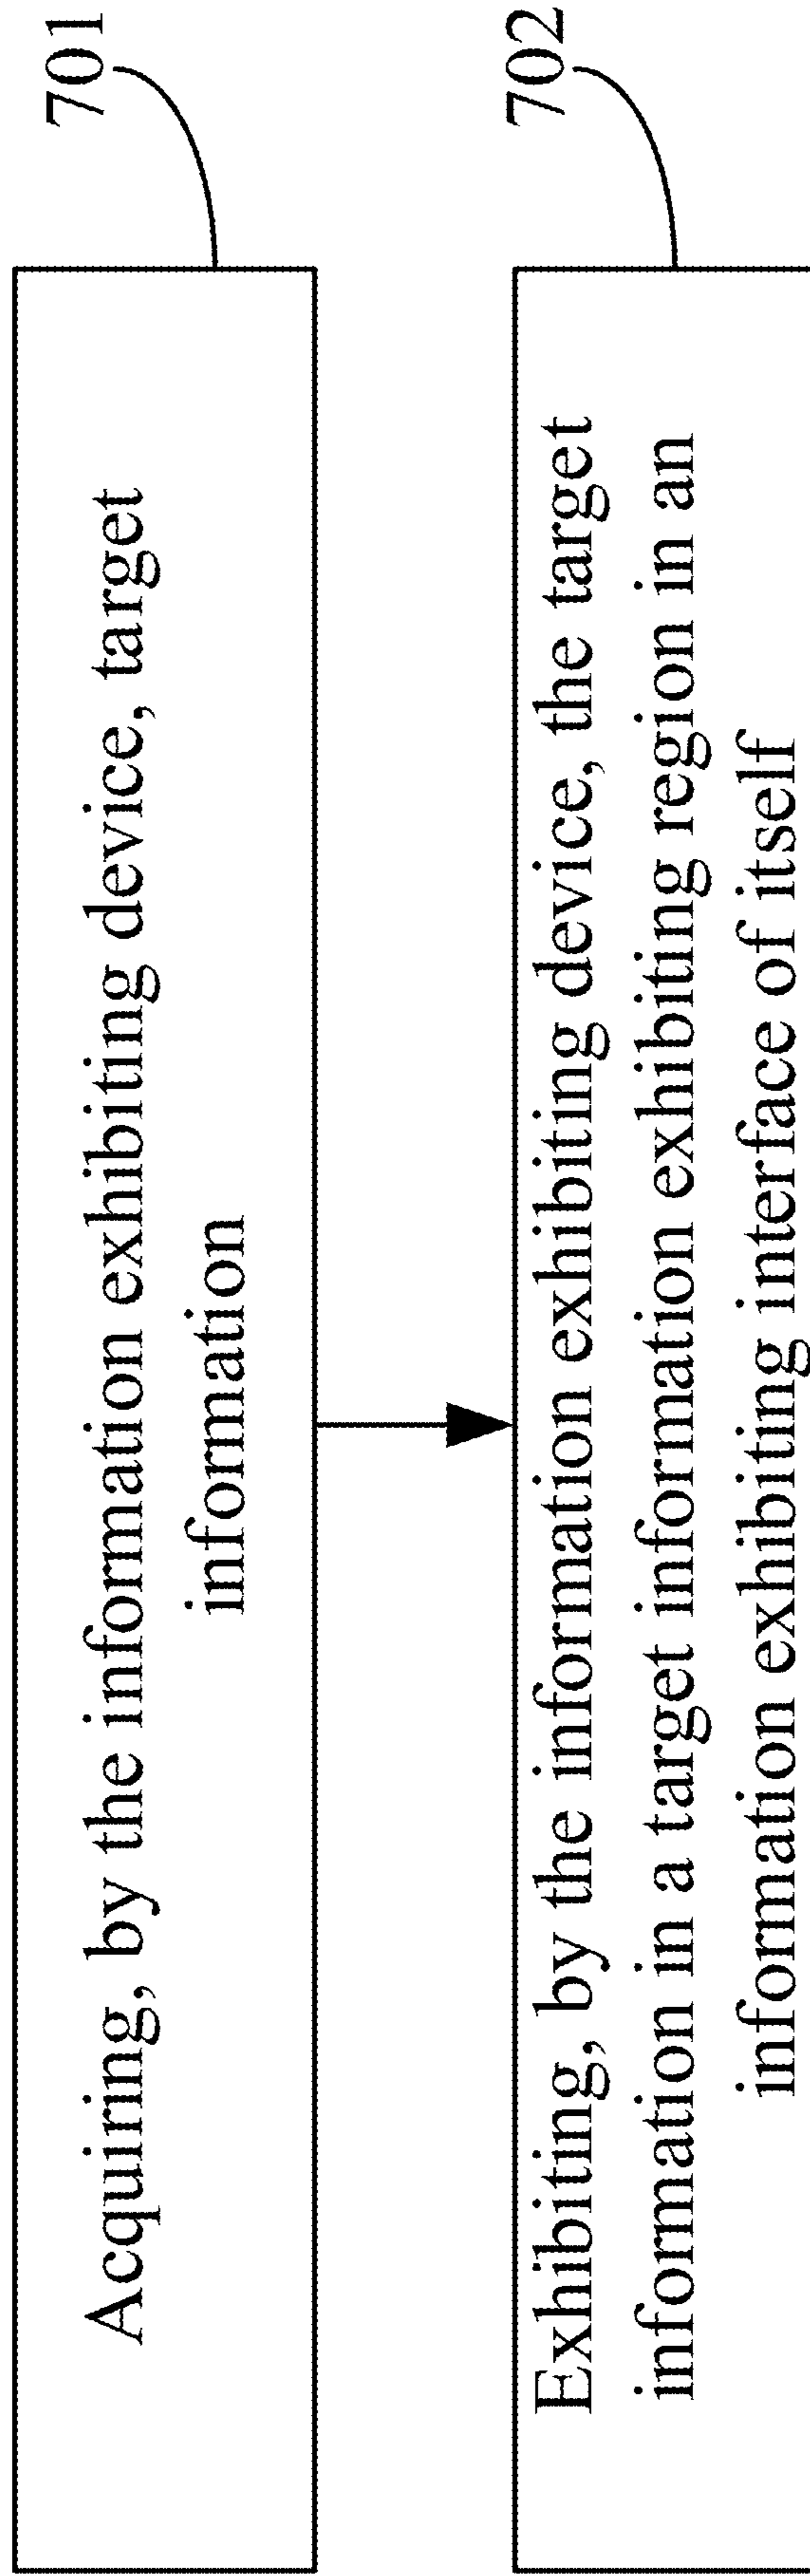 701
Acquiring, by the information exhibiting device, target
information
702
Exhibiting, by the information exhibiting device, the target
information in a target information exhibiting region in an
information exhibiting interface of itself